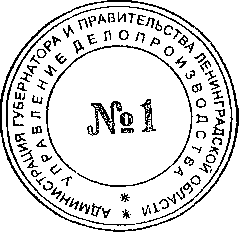 АДМИНИСТРАЦИЯ ГУБЕРНАТОРА И ПРАВИТЕЛЬСТВА ЛЕНИНГРАДСКОЙ ОБЛАСТИ
УПРАВЛЕНИЕ ДЕЛОПРОИЗВОДСТВА
№1